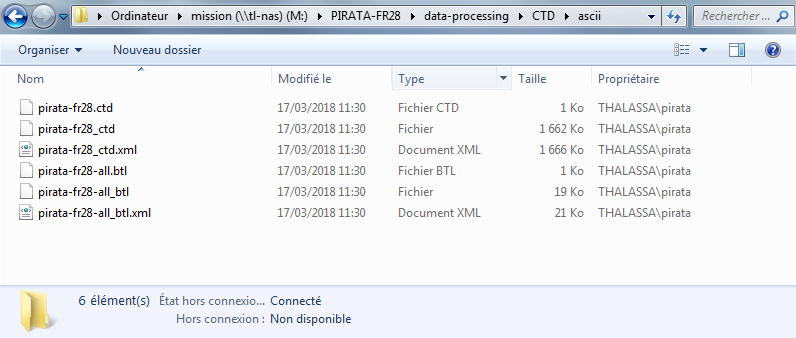 Ordinateur mission (\\tl-nas) (M:) PIRATA-FR28 data-processing CTD ascii Rechercher ...
Organiser Nouveau dossier
Nom Modifié le Type Taille Propriétaire
pirata-fr28.ctd 17/03/2018 11:30 Fichier CTD 1 Ko THALASSA\pirata
pirata-fr28_ctd 17/03/2018 11:30 Fichier 1 662 Ko THALASSA\pirata
pirata-fr28_ctd.xml 17/03/2018 11:30 Document XML 1 666 Ko THALASSA\pirata
pirata-fr28-all.btl 17/03/2018 11:30 Fichier BTL 1 Ko THALASSA\pirata
pirata-fr28-all_btl 17/03/2018 11:30 Fichier 19 Ko THALASSA\pirata
pirata-fr28-all_btl.xml 17/03/2018 11:30 Document XML 21 Ko THALASSA\pirata
6 élément(s) État hors connexio... Connecté
Hors connexion : Non disponible